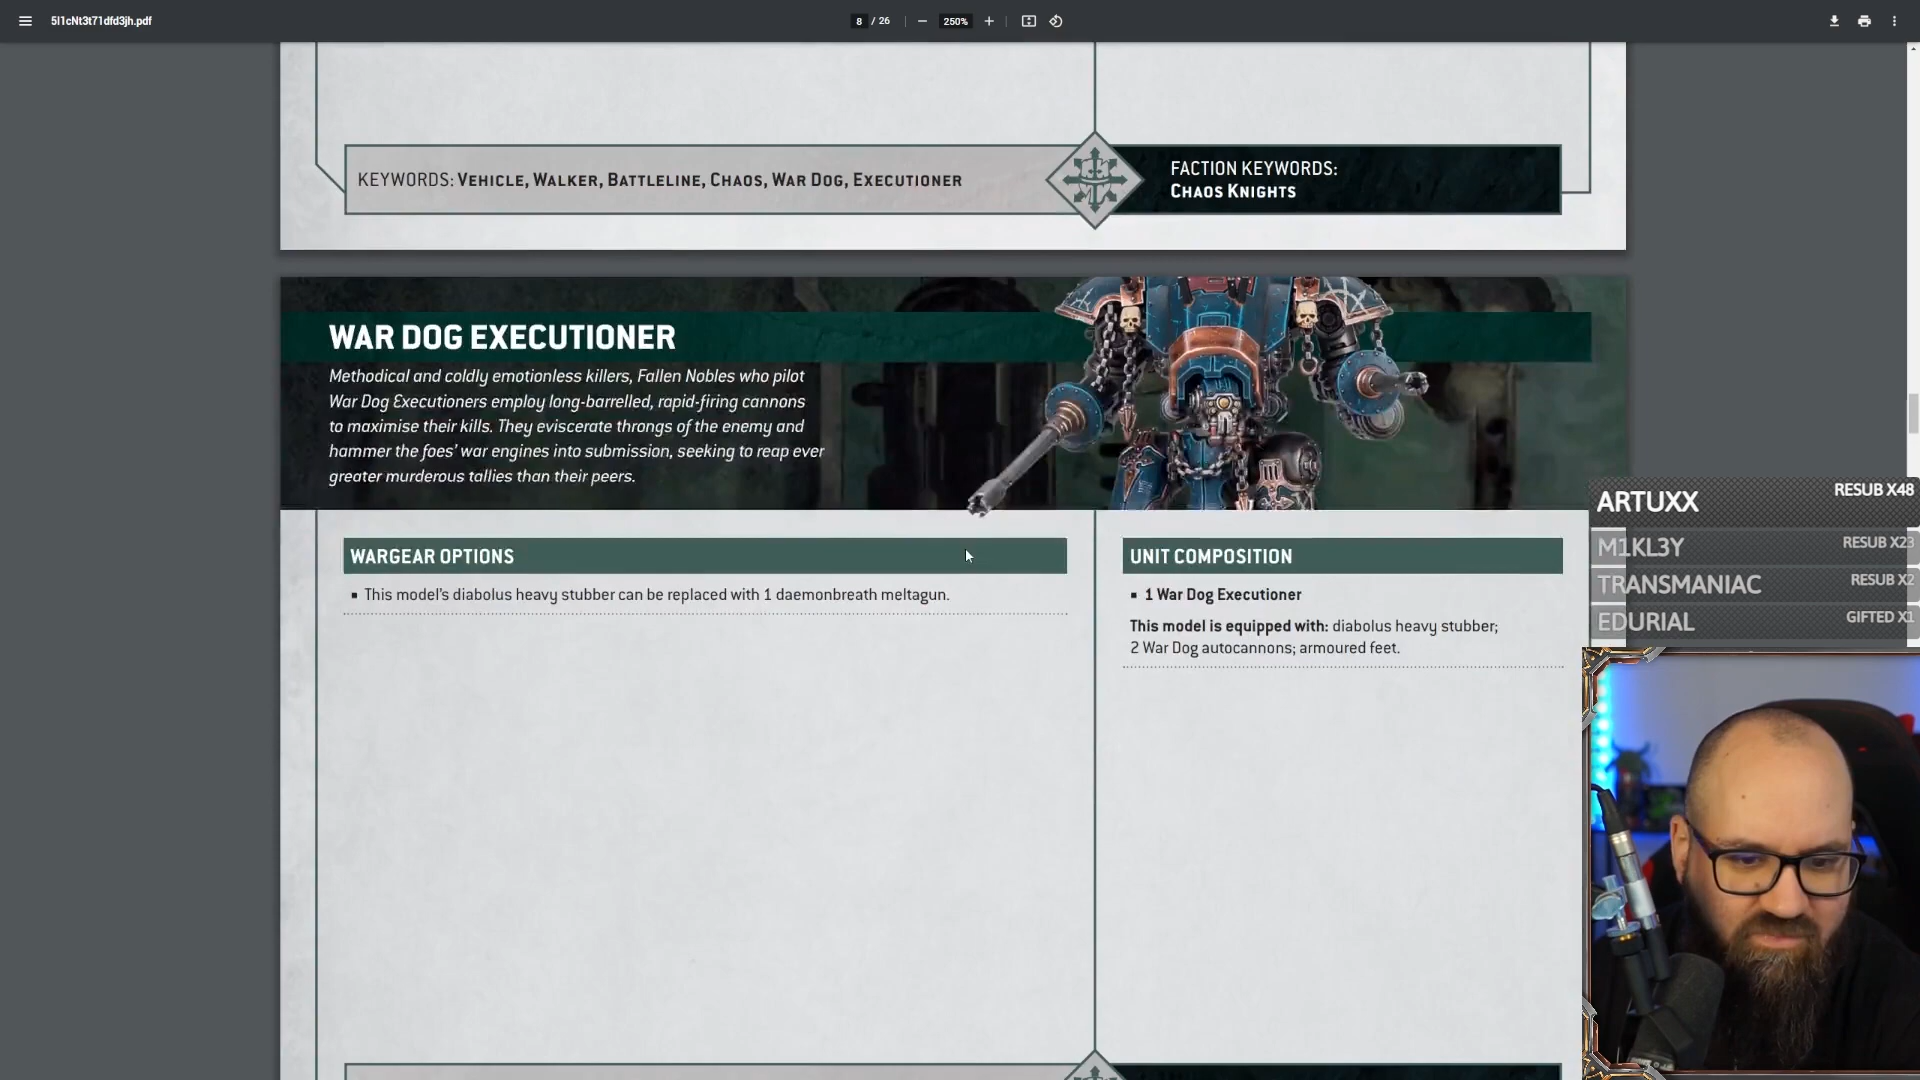 5l1cNt3t71dfd3jh.pdf
8 / 26
250%
KEYWORDS: VEHICLE, WALKER, BATTLELINE, CHAOS, WAR DOG, EXECUTIONER
FACTION KEYWORDS:
CHAOS KNIGHTS
WAR DOG EXECUTIONER
Methodical and coldly emotionless killers, Fallen Nobles who pilot
War Dog Executioners employ long-barrelled, rapid-firing cannons
to maximise their kills. They eviscerate throngs of the enemy and
hammer the foes' war engines into submission, seeking to reap ever
greater murderous tallies than their peers.
WARGEAR OPTIONS
▪ This model's diabolus heavy stubber can be replaced with 1 daemonbreath meltagun.
UNIT COMPOSITION
▪ 1 War Dog Executioner
This model is equipped with: diabolus heavy stubber;
2 War Dog autocannons; armoured feet.
ARTUXX RESUB X48
M1KL3Y RESUB X23
TRANSMANIAC RESUB X2
EDURIAL GIFTED X1